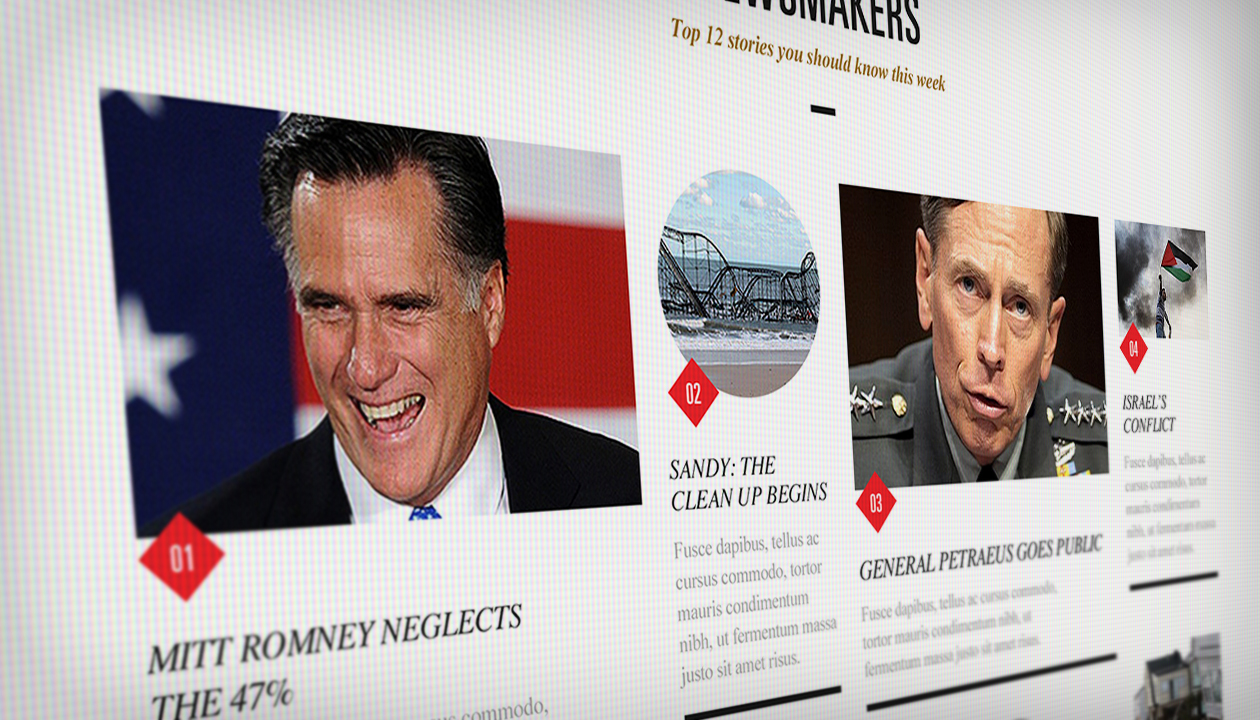 NEWSMAKERS
Top 12 stories you should know this week
01
MITT ROMNEY NEGLECTS
THE 47%
commodo,
02
SANDY: THE
CLEAN UP BEGINS
Fusce dapibus, tellus ac
cursus commodo, tortor
mauris condimentum
nibh, ut fermentum massa
justo sit amet risus.
03
GENERAL PETRAEUS GOES PUBLIC
Fusce dapibus, tellus ac cursus commodo,
tortor mauris condimentum nibh, ut
fermentum massa justo sit amet risus.
04
ISRAEL'S
CONFLICT
Fusce dapibus, tellus ac
cursus commodo, tortor
mauris condimentum
nibh, ut fermentum massa
justo sit amet risus.